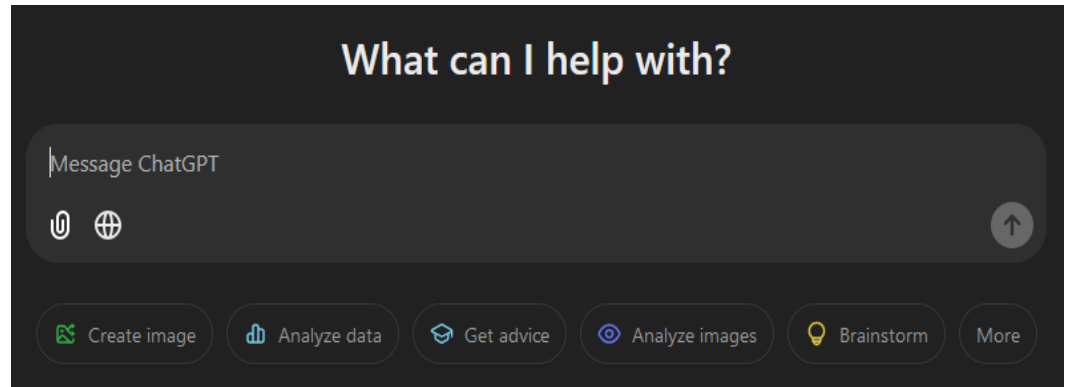 What can I help with?
Message ChatGPT
Create image Analyze data Get advice Analyze images Brainstorm More